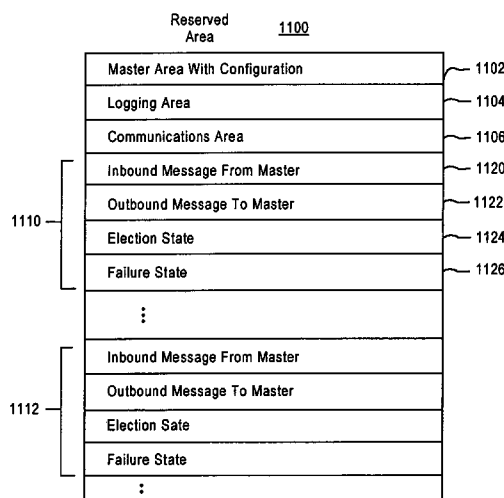 Reserved
Area
1100
Master Area With Configuration
1102
Logging Area
1104
Communications Area
1106
Inbound Message From Master
1120
Outbound Message To Master
1122
1110
Election State
1124
Failure State
1126
⋮
Inbound Message From Master
Outbound Message To Master
1112
Election Sate
Failure State
⋮